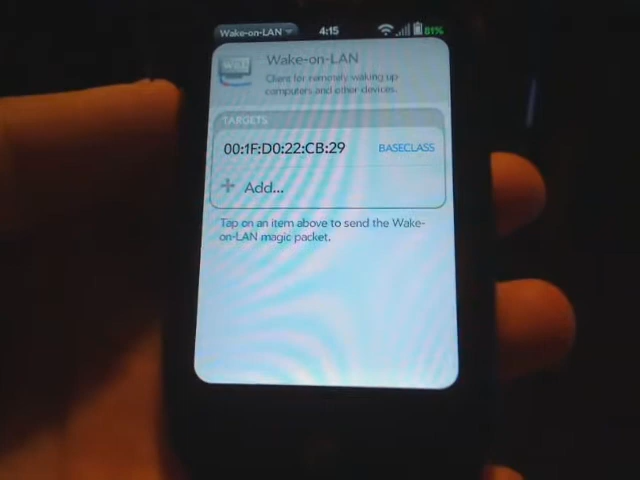 Wake-on-LAN 4:15 81%
Wake-on-LAN
Client for remotely waking up
computers and other devices.
TARGETS
00:1F:D0:22:CB:29 BASECLASS
+ Add...
Tap on an item above to send the Wake-
on-LAN magic packet.